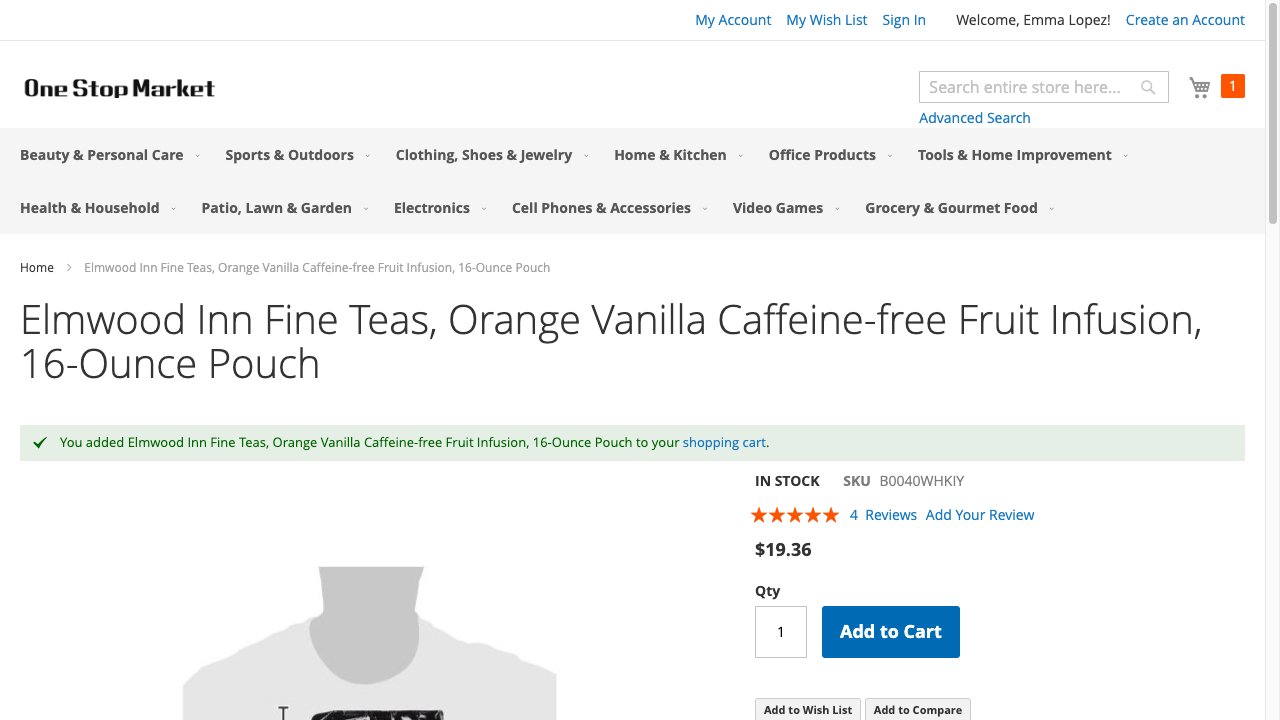 My Account My Wish List Sign In Welcome, Emma Lopez! Create an Account
One Stop Market
Search entire store here...
1
Advanced Search
Beauty & Personal Care Sports & Outdoors Clothing, Shoes & Jewelry Home & Kitchen Office Products Tools & Home Improvement
Health & Household Patio, Lawn & Garden Electronics Cell Phones & Accessories Video Games Grocery & Gourmet Food
Home Elmwood Inn Fine Teas, Orange Vanilla Caffeine-free Fruit Infusion, 16-Ounce Pouch
Elmwood Inn Fine Teas, Orange Vanilla Caffeine-free Fruit Infusion,
16-Ounce Pouch
You added Elmwood Inn Fine Teas, Orange Vanilla Caffeine-free Fruit Infusion, 16-Ounce Pouch to your shopping cart.
IN STOCK SKU B0040WHKIY
4 Reviews Add Your Review
$19.36
Qty
1 Add to Cart
Add to Wish List Add to Compare